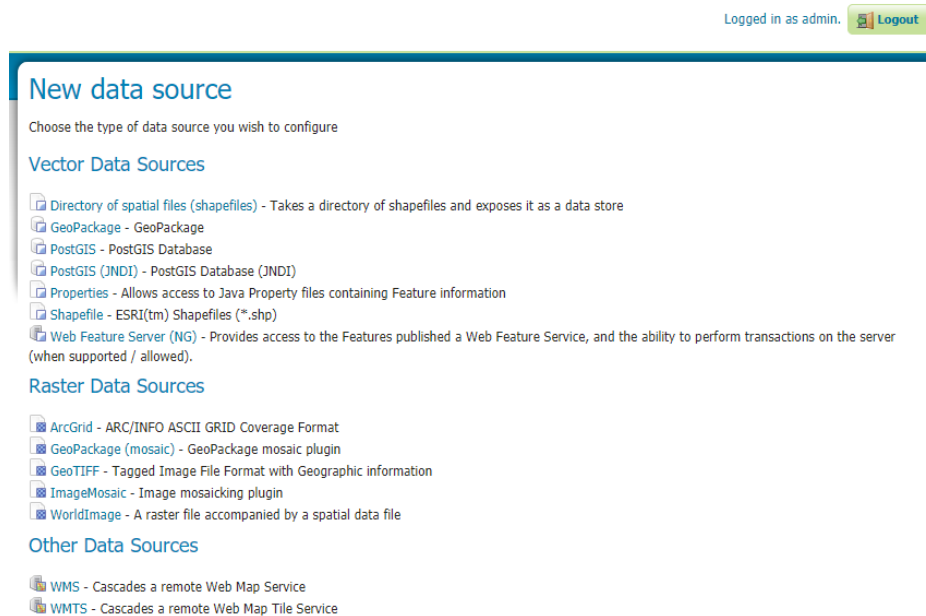 Logged in as admin.
Logout
New data source
Choose the type of data source you wish to configure
Vector Data Sources
Directory of spatial files (shapefiles) - Takes a directory of shapefiles and exposes it as a data store
GeoPackage - GeoPackage
PostGIS - PostGIS Database
PostGIS (JNDI) - PostGIS Database (JNDI)
Properties - Allows access to Java Property files containing Feature information
Shapefile - ESRI(tm) Shapefiles (*.shp)
Web Feature Server (NG) - Provides access to the Features published a Web Feature Service, and the ability to perform transactions on the server
(when supported / allowed).
Raster Data Sources
ArcGrid - ARC/INFO ASCII GRID Coverage Format
GeoPackage (mosaic) - GeoPackage mosaic plugin
GeoTIFF - Tagged Image File Format with Geographic information
ImageMosaic - Image mosaicking plugin
WorldImage - A raster file accompanied by a spatial data file
Other Data Sources
WMS - Cascades a remote Web Map Service
WMTS - Cascades a remote Web Map Tile Service